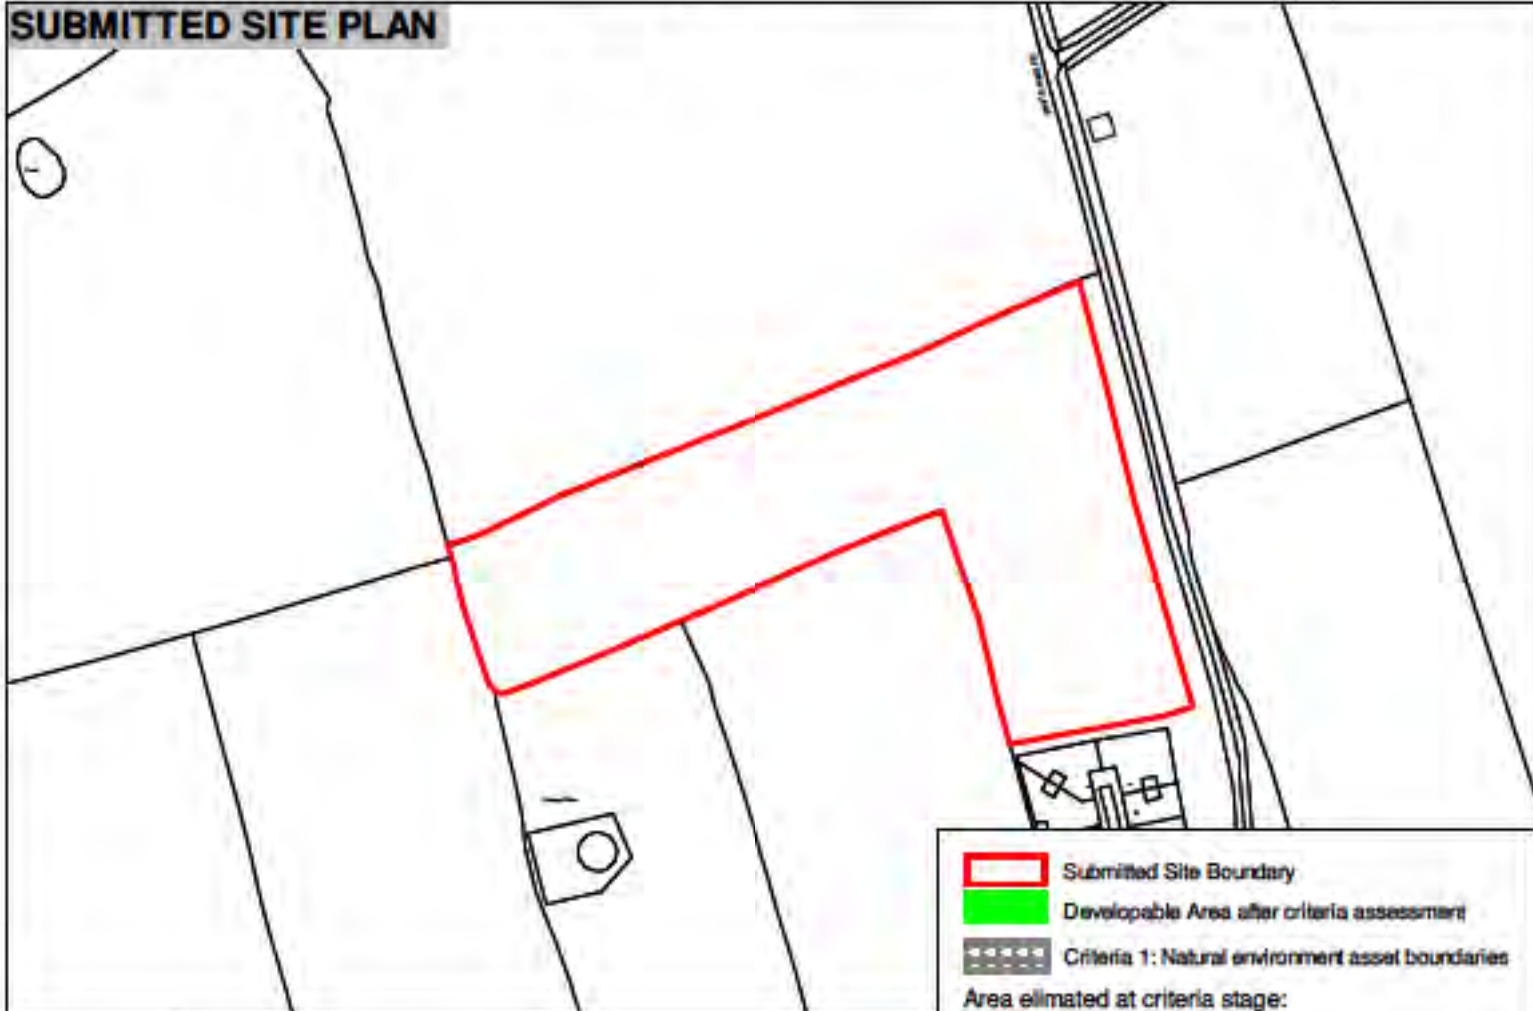 SUBMITTED SITE PLAN
Submitted Site Boundary
Developable Area after criteria assessment
Criteria 1: Natural environment asset boundaries
Area elimated at criteria stage: